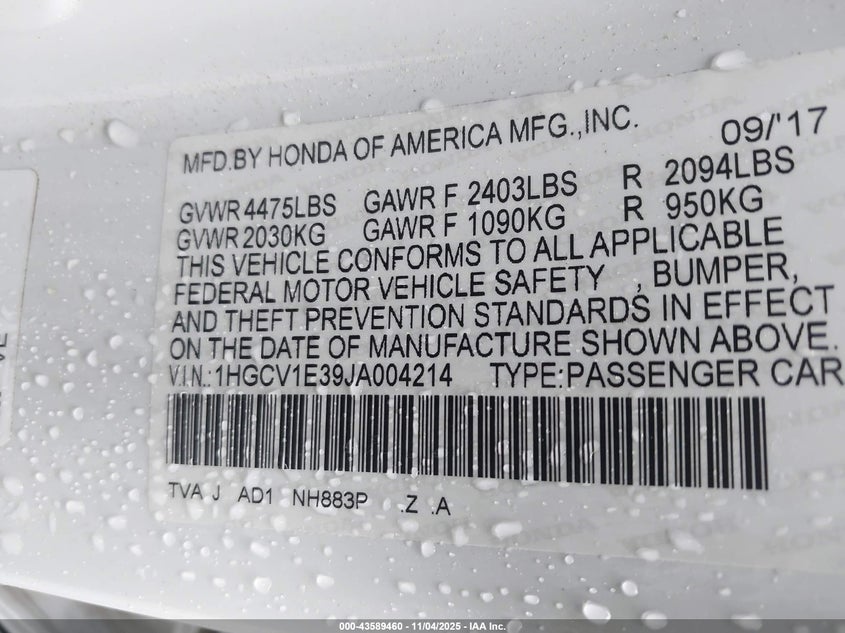 MFD.BY HONDA OF AMERICA MFG.,INC. 09/'17
GVWR 4475LBS GAWR F 2403LBS R 2094LBS
GVWR 2030KG GAWR F 1090KG R 950KG
THIS VEHICLE CONFORMS TO ALL APPLICABLE
FEDERAL MOTOR VEHICLE SAFETY , BUMPER,
AND THEFT PREVENTION STANDARDS IN EFFECT
ON THE DATE OF MANUFACTURE SHOWN ABOVE.
V.I.N.:1HGCV1E39JA004214 TYPE:PASSENGER CAR
TVA J AD1 NH883P .Z .A
000-43589460 - 11/04/2025 - IAA Inc.